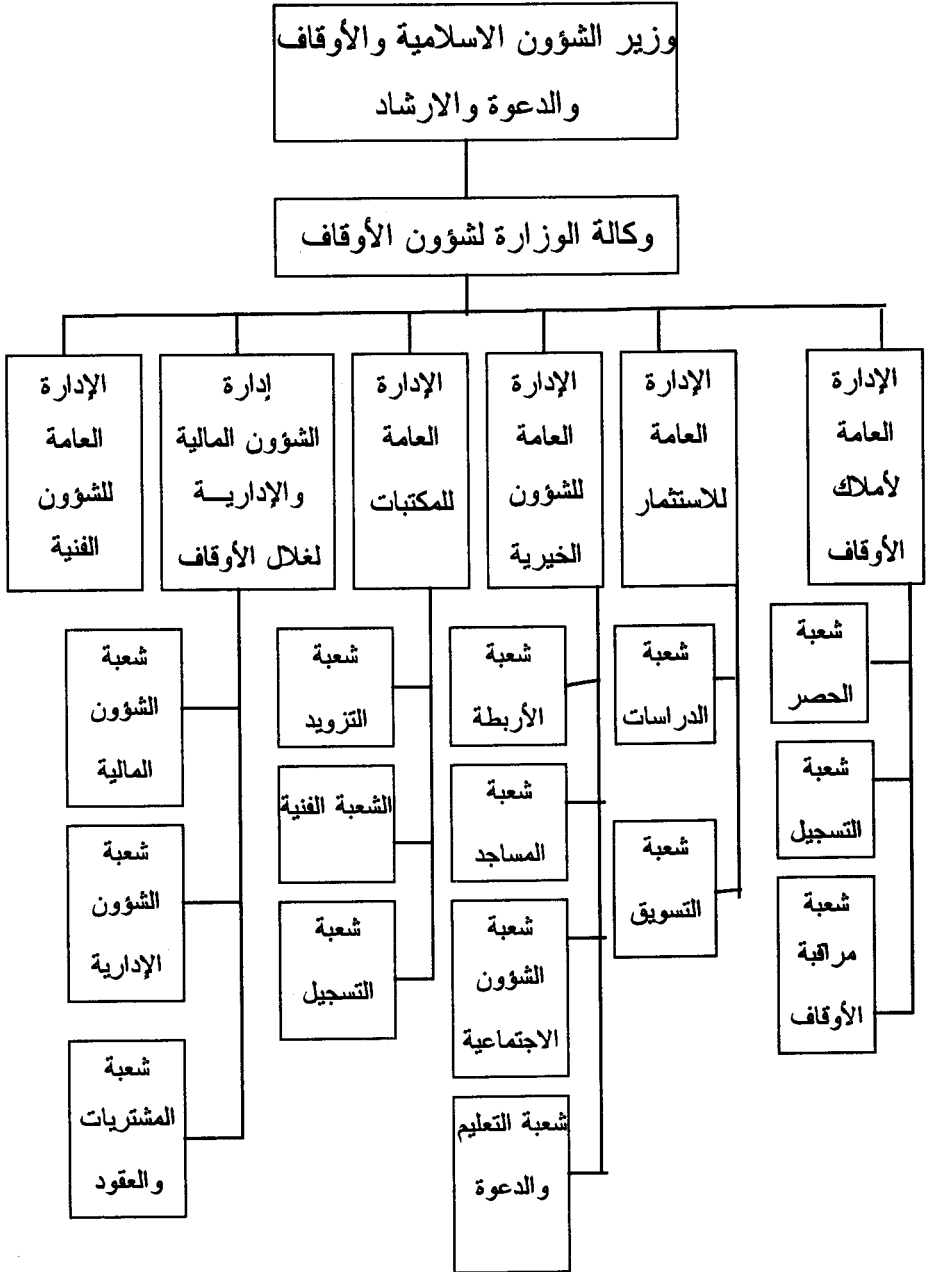 وزير الشؤون الاسلامية والأوقاف
والدعوة والارشاد
وكالة الوزارة لشؤون الأوقاف
الإدارة
العامة
لأملاك
الأوقاف
الإدارة
العامة
للاستثمار
الإدارة
العامة
للشؤون
الخيرية
الإدارة
العامة
للمكتبات
إدارة
الشؤون المالية
والإداريــة
لغلال الأوقاف
الإدارة
العامة
للشؤون
الفنية
شعبة
الحصر
شعبة
التسجيل
شعبة
مراقبة
الأوقاف
شعبة
الدراسات
شعبة
التسويق
شعبة
الأربطة
شعبة
المساجد
شعبة
الشؤون
الاجتماعية
شعبة التعليم
والدعوة
شعبة
التزويد
الشعبة الفنية
شعبة
التسجيل
شعبة
الشؤون
المالية
شعبة
الشؤون
الإدارية
شعبة
المشتريات
والعقود